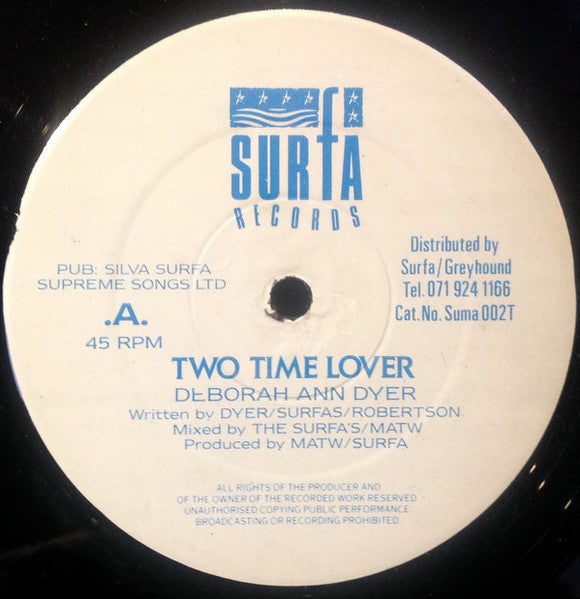 SURfA
RECORDS
PUB: SILVA SURFA
SUPREME SONGS LTD
.A.
45 RPM
Distributed by
Surfa/Greyhound
Tel. 071 924 1166
Cat. No. Suma 002T
TWO TIME LOVER
DEBORAH ANN DYER
Written by DYER/SURFAS/ROBERTSON
Mixed by THE SURFA'S/MATW
Produced by MATW/SURFA
ALL RIGHTS OF THE PRODUCER AND
OF THE OWNER OF THE RECORDED WORK RESERVED
UNAUTHORISED COPYING PUBLIC PERFORMANCE
BROADCASTING OR RECORDING PROHIBITED